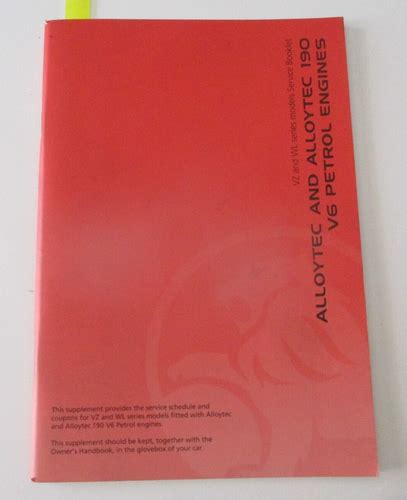 VZ and WL series models Service Booklet
ALLOYTEC AND ALLOYTEC 190
V6 PETROL ENGINES
This supplement provides the service schedule and
coupons for VZ and WL series models fitted with Alloytec
and Alloytec 190 V6 Petrol engines.
This supplement should be kept, together with the
Owner's Handbook, in the glovebox of your car.